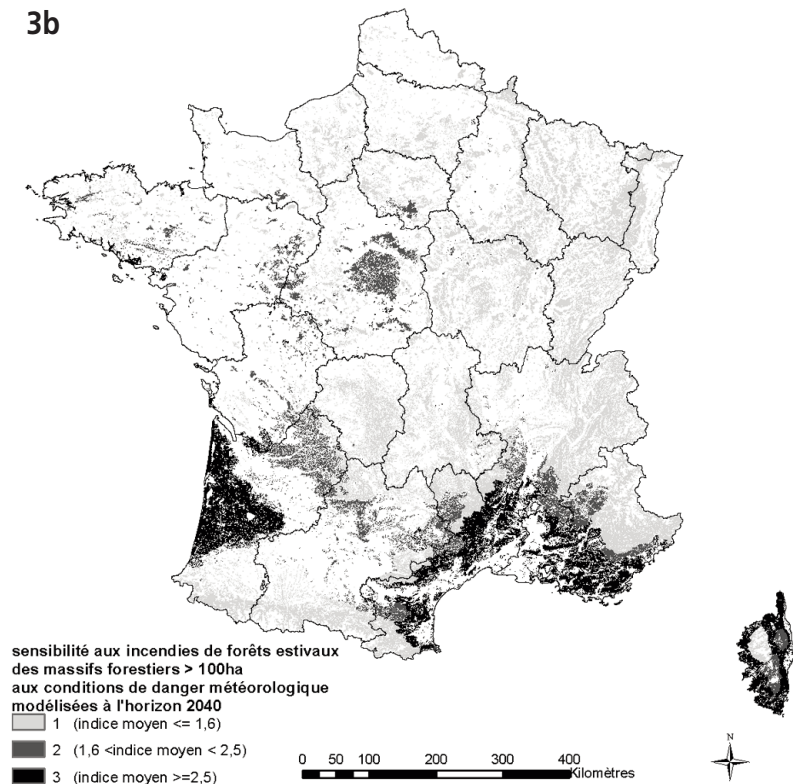 3b
sensibilité aux incendies de forêts estivaux
des massifs forestiers > 100ha
aux conditions de danger météorologique
modélisées à l'horizon 2040
1 (indice moyen <= 1,6)
2 (1,6 <indice moyen < 2,5)
3 (indice moyen >=2,5)
0 50 100 200 300 400
Kilomètres
N